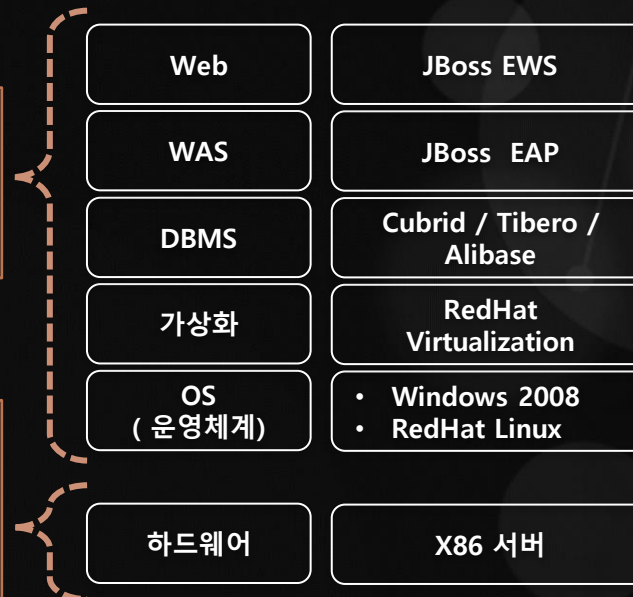 Web
JBoss EWS
WAS
JBoss EAP
DBMS
Cubrid / Tibero /
Alibase
가상화
RedHat
Virtualization
OS
( 운영체계)
• Windows 2008
• RedHat Linux
하드웨어
X86 서버